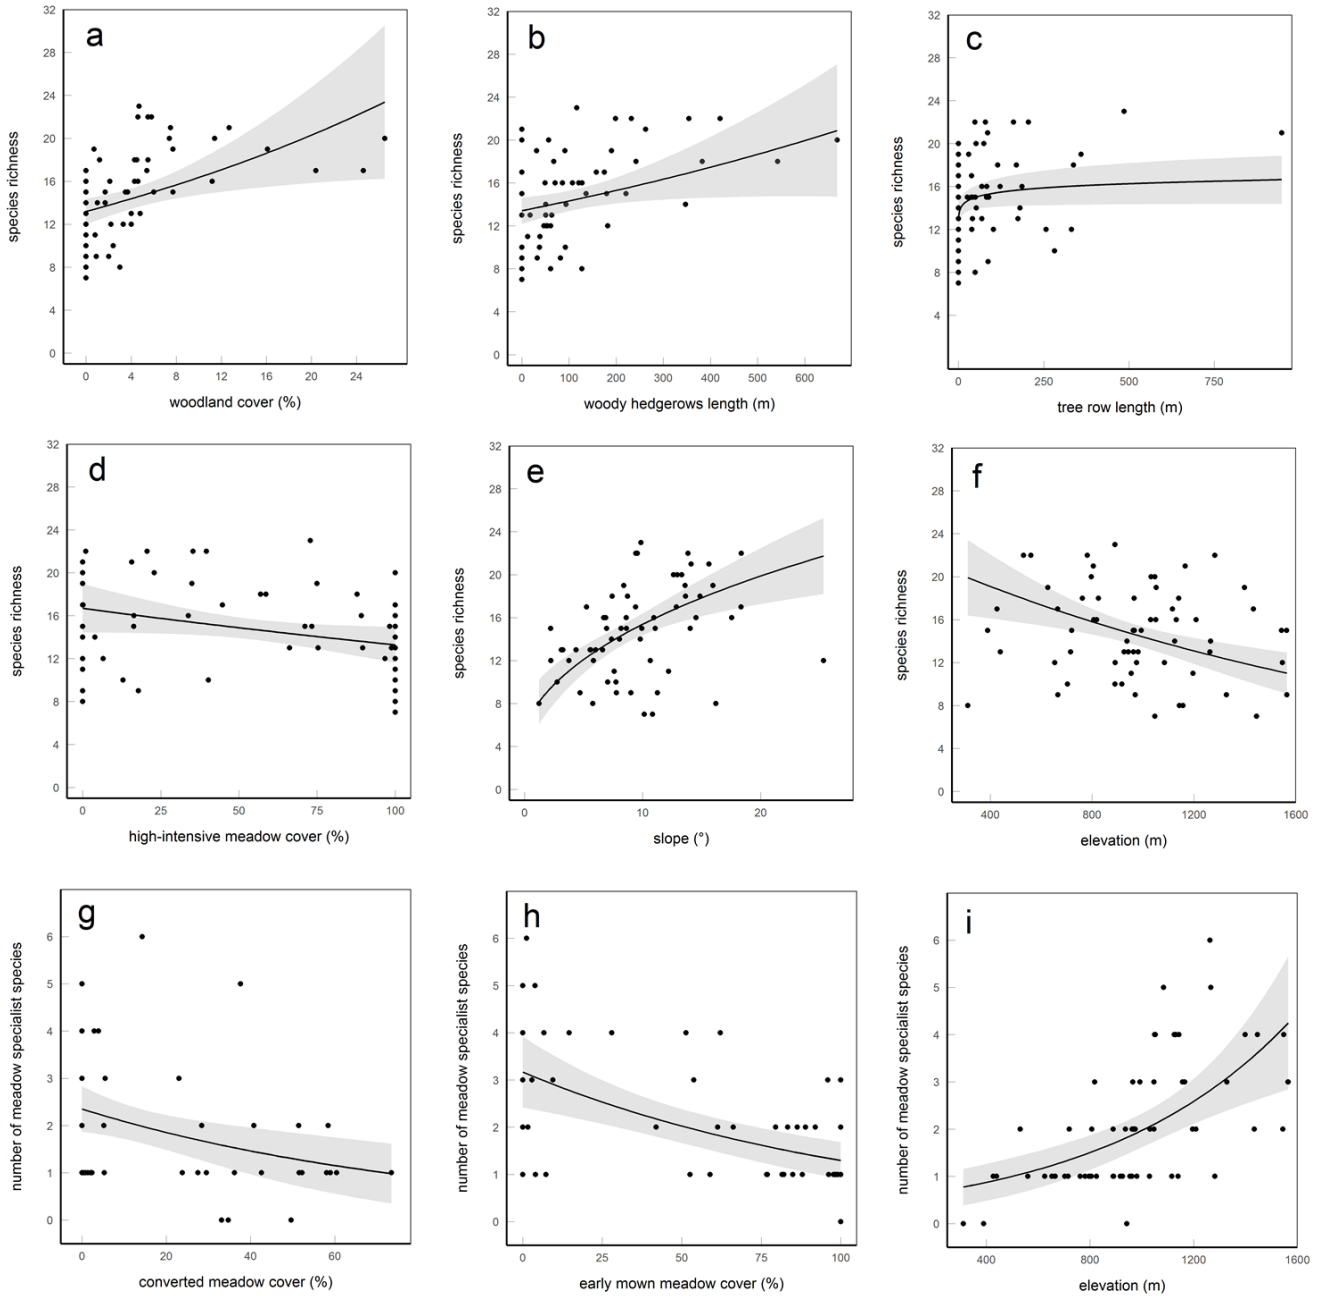 a
32
28
24
20
16
12
8
4
0
species richness
0 4 8 12 16 20 24
woodland cover (%)
b
32
28
24
20
16
12
8
4
0
species richness
0 100 200 300 400 500 600
woody hedgerows length (m)
c
32
28
24
20
16
12
8
4
species richness
0 250 500 750
tree row length (m)
d
32
28
24
20
16
12
8
4
0
species richness
0 25 50 75 100
high-intensive meadow cover (%)
e
32
28
24
20
16
12
8
4
0
species richness
0 10 20
slope (°)
f
32
28
24
20
16
12
8
4
0
species richness
400 800 1200 1600
elevation (m)
g
6
5
4
3
2
1
0
number of meadow specialist species
0 20 40 60
converted meadow cover (%)
h
6
5
4
3
2
1
0
number of meadow specialist species
0 25 50 75 100
early mown meadow cover (%)
i
6
5
4
3
2
1
0
number of meadow specialist species
400 800 1200 1600
elevation (m)